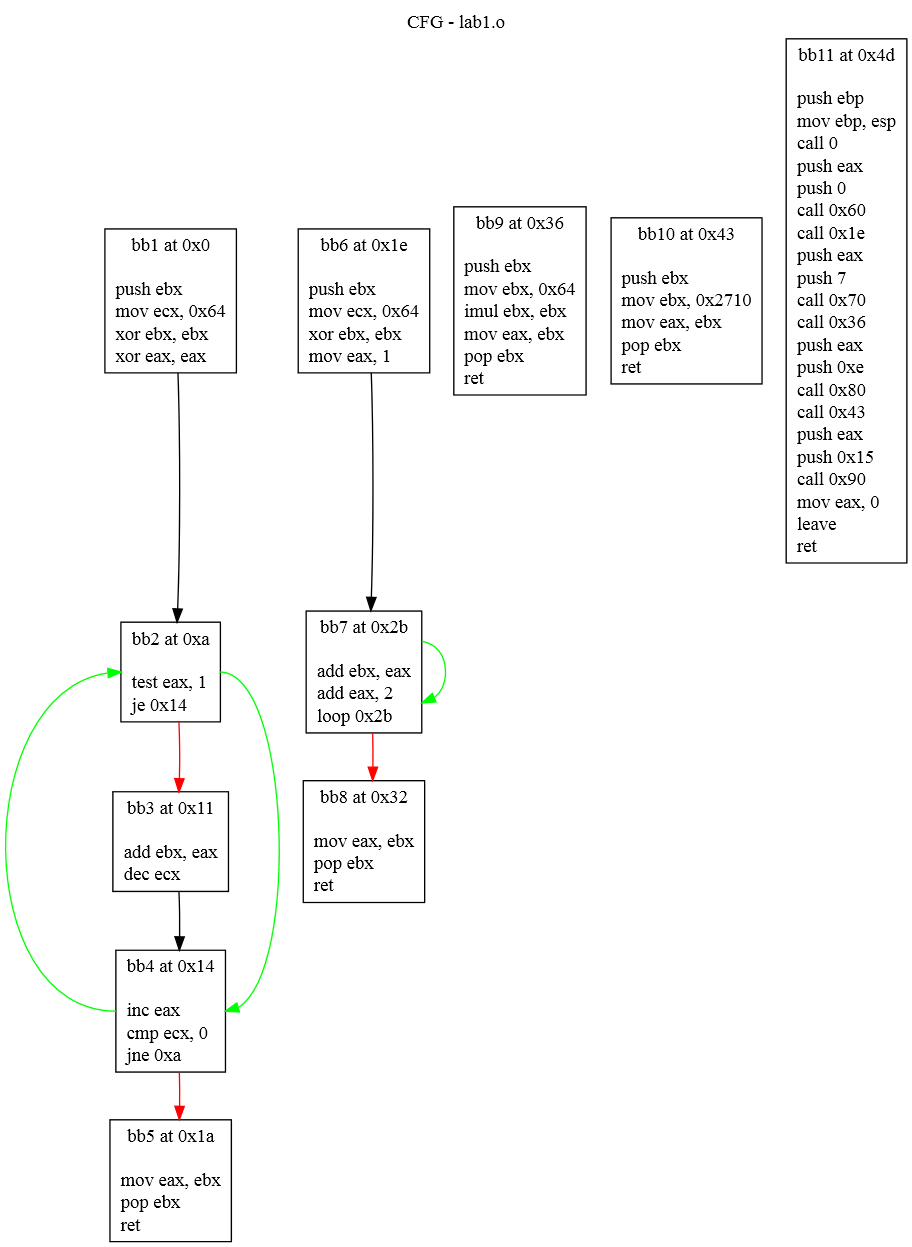 CFG - lab1.o
bb1 at 0x0
push ebx
mov ecx, 0x64
xor ebx, ebx
xor eax, eax
bb2 at 0xa
test eax, 1
je 0x14
bb3 at 0x11
add ebx, eax
dec ecx
bb4 at 0x14
inc eax
cmp ecx, 0
jne 0xa
bb5 at 0x1a
mov eax, ebx
pop ebx
ret
bb6 at 0x1e
push ebx
mov ecx, 0x64
xor ebx, ebx
mov eax, 1
bb7 at 0x2b
add ebx, eax
add eax, 2
loop 0x2b
bb8 at 0x32
mov eax, ebx
pop ebx
ret
bb9 at 0x36
push ebx
mov ebx, 0x64
imul ebx, ebx
mov eax, ebx
pop ebx
ret
bb10 at 0x43
push ebx
mov ebx, 0x2710
mov eax, ebx
pop ebx
ret
bb11 at 0x4d
push ebp
mov ebp, esp
call 0
push eax
push 0
call 0x60
call 0x1e
push eax
push 7
call 0x70
call 0x36
push eax
push 0xe
call 0x80
call 0x43
push eax
push 0x15
call 0x90
mov eax, 0
leave
ret